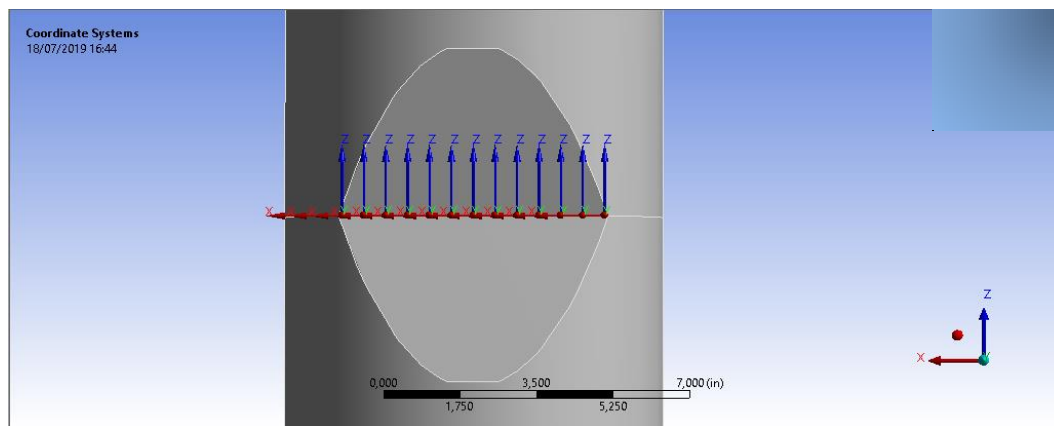 Coordinate Systems
18/07/2019 16:44
Z Z Z Z Z Z Z Z Z Z Z Z Z
X X X X X X X X X X X X X Y
0,000 3,500 7,000 (in)
1,750 5,250
Z
X Y